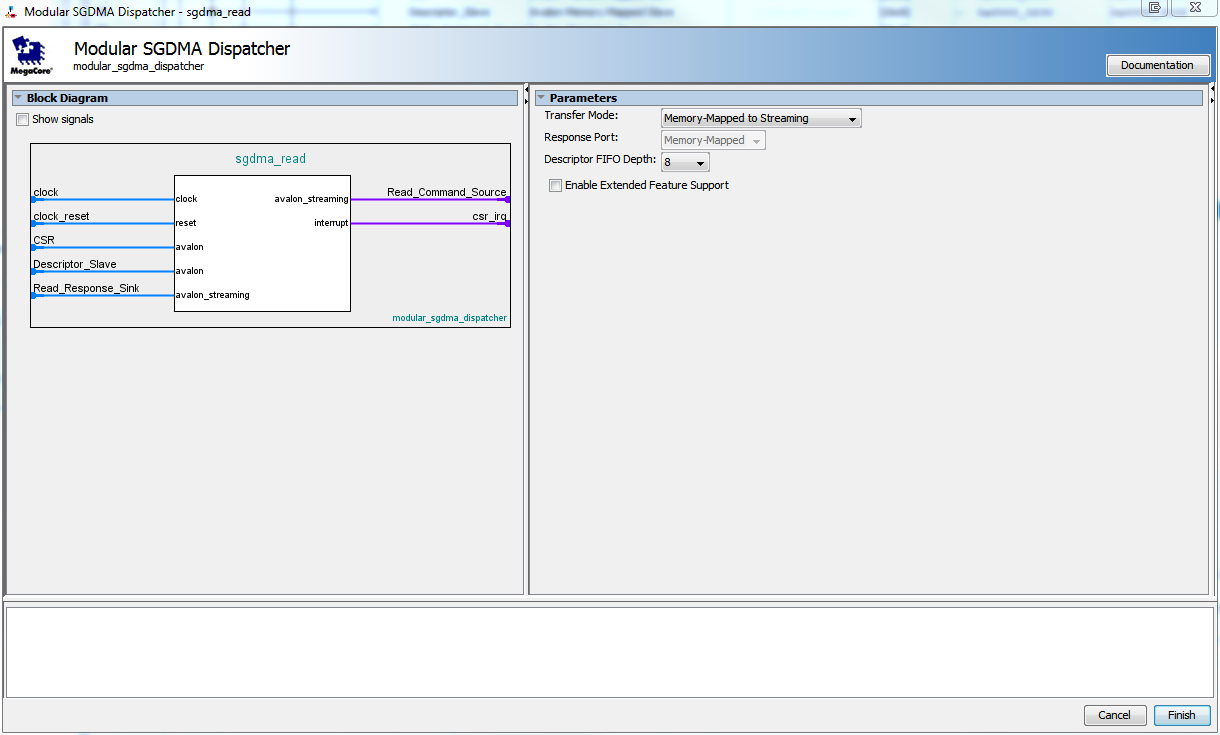 Modular SGDMA Dispatcher - sgdma_read
Modular SGDMA Dispatcher
modular_sgdma_dispatcher
MegaCore'
Documentation
Block Diagram
Show signals
sgdma_read
clock
clock_reset
CSR
Descriptor_Slave
Read_Response_Sink
clock
reset
avalon
avalon
avalon_streaming
avalon_streaming
interrupt
Read_Command_Source
csr_irq
modular_sgdma_dispatcher
Parameters
Transfer Mode: Memory-Mapped to Streaming
Response Port: Memory-Mapped
Descriptor FIFO Depth: 8
Enable Extended Feature Support
Cancel Finish